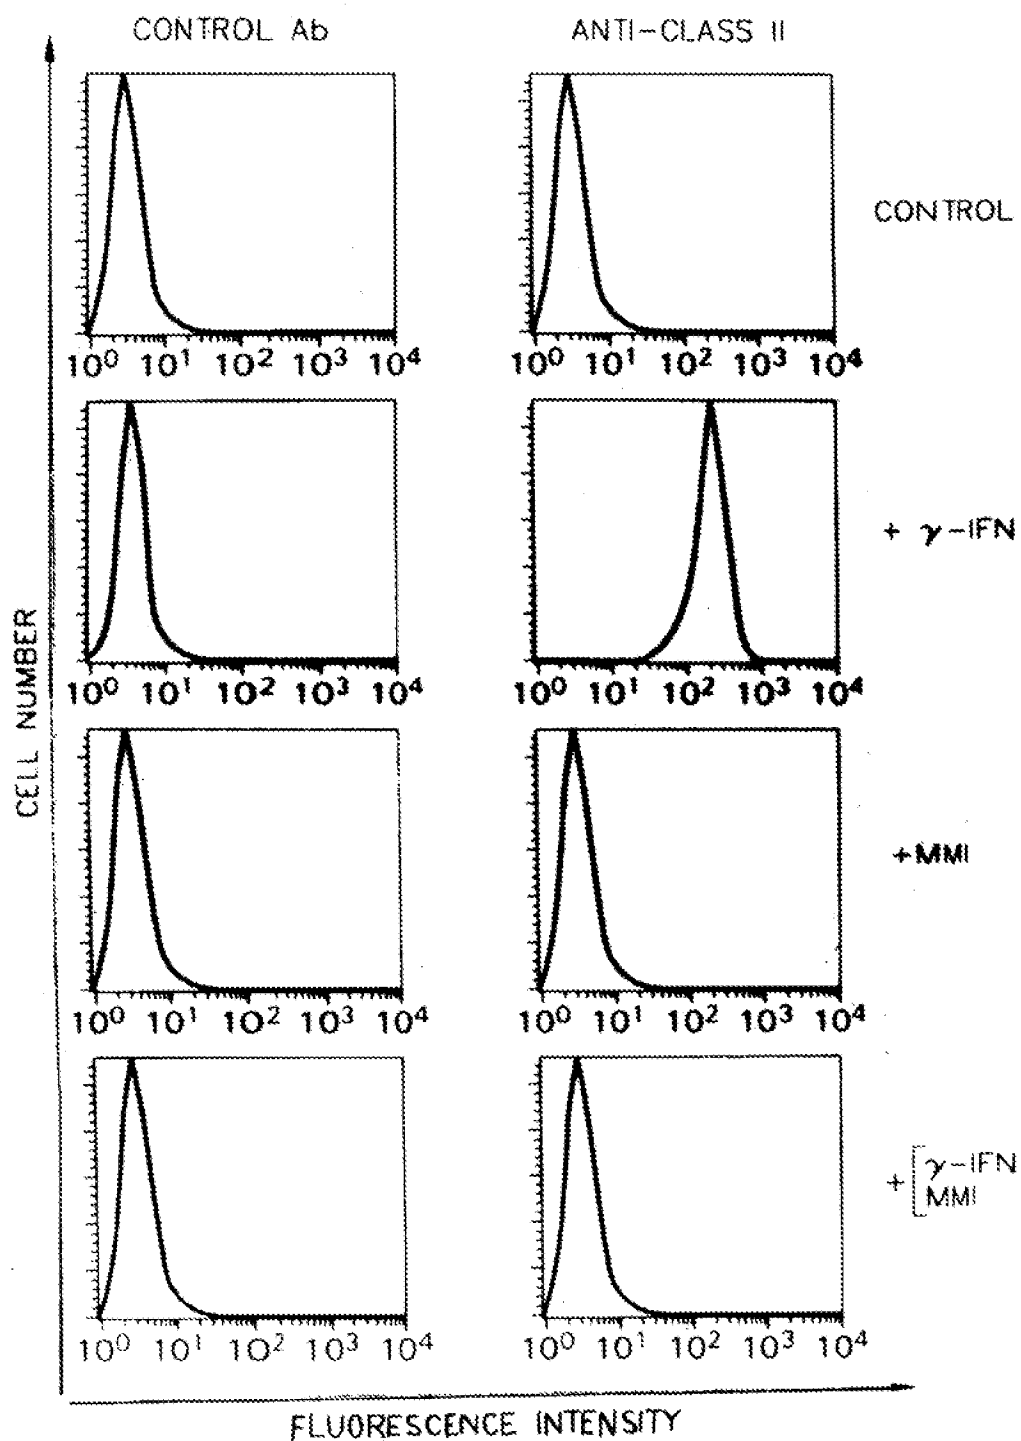 CONTROL Ab
ANTI-CLASS II
10⁰ 10¹ 10² 10³ 10⁴
10⁰ 10¹ 10² 10³ 10⁴
CONTROL
10⁰ 10¹ 10² 10³ 10⁴
10⁰ 10¹ 10² 10³ 10⁴
+ γ-IFN
CELL NUMBER
10⁰ 10¹ 10² 10³ 10⁴
10⁰ 10¹ 10² 10³ 10⁴
+MMI
10⁰ 10¹ 10² 10³ 10⁴
10⁰ 10¹ 10² 10³ 10⁴
+[γ-IFN
MMI
FLUORESCENCE INTENSITY